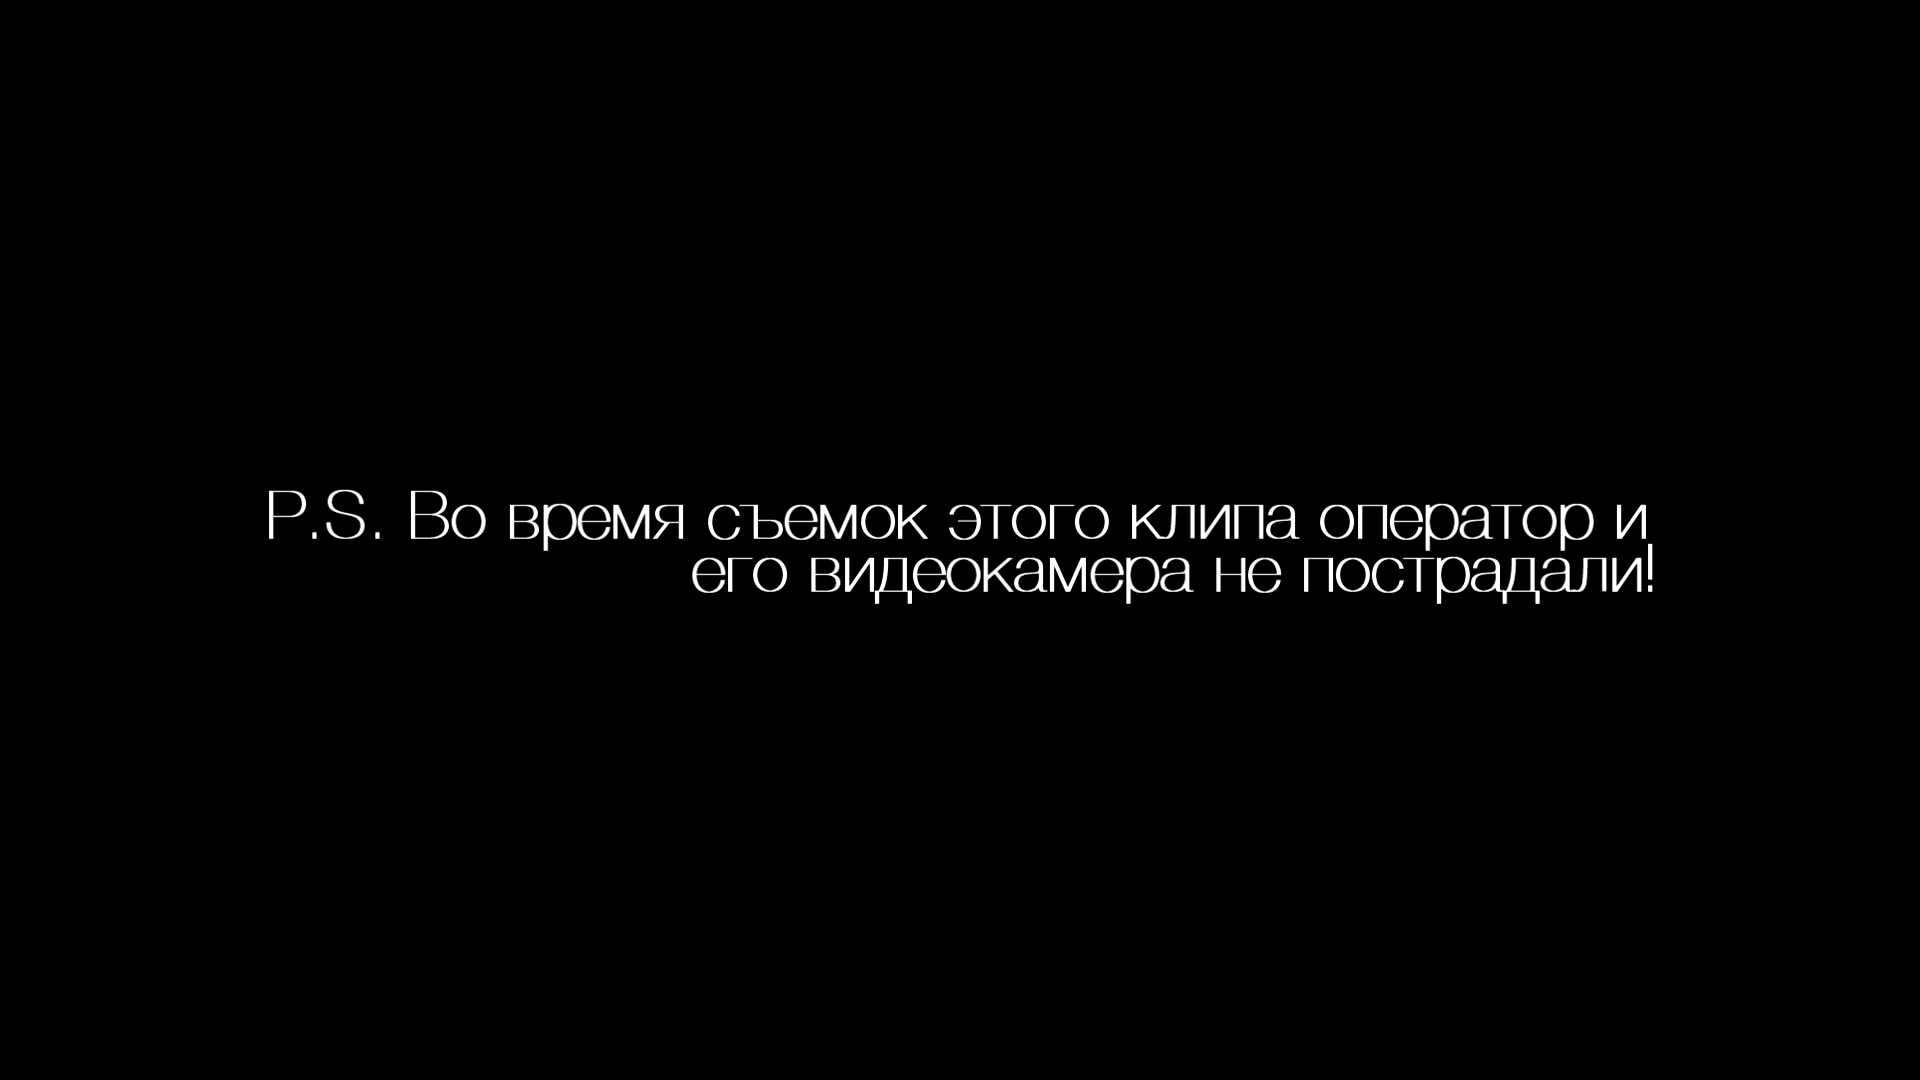 P.S. Во время съемок этого клипа оператор и
его видеокамера не пострадали!